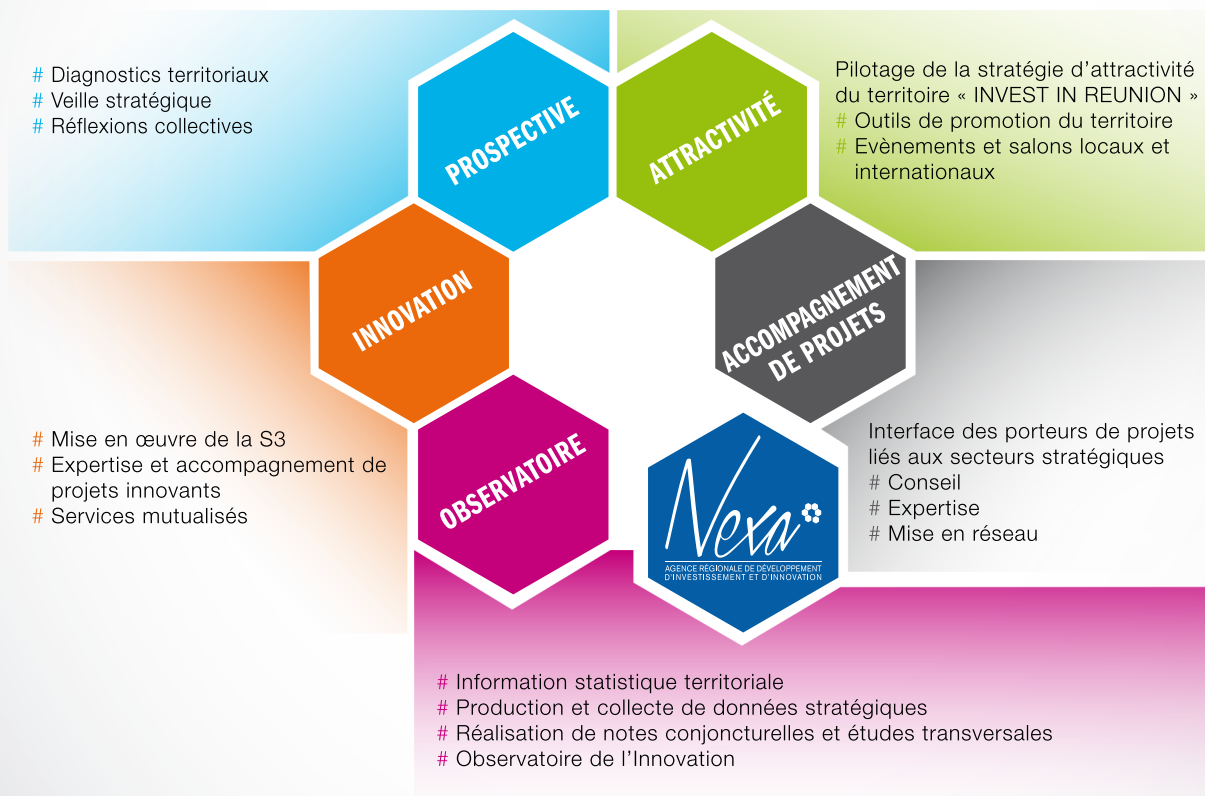 # Diagnostics territoriaux
# Veille stratégique
# Réflexions collectives
PROSPECTIVE
ATTRACTIVITÉ
Pilotage de la stratégie d’attractivité
du territoire « INVEST IN REUNION »
# Outils de promotion du territoire
# Evènements et salons locaux et
internationaux
INNOVATION
ACCOMPAGNEMENT
DE PROJETS
# Mise en œuvre de la S3
# Expertise et accompagnement de
projets innovants
# Services mutualisés
OBSERVATOIRE
Nexa
AGENCE RÉGIONALE DE DÉVELOPPEMENT
D’INVESTISSEMENT ET D’INNOVATION
Interface des porteurs de projets
liés aux secteurs stratégiques
# Conseil
# Expertise
# Mise en réseau
# Information statistique territoriale
# Production et collecte de données stratégiques
# Réalisation de notes conjoncturelles et études transversales
# Observatoire de l’Innovation